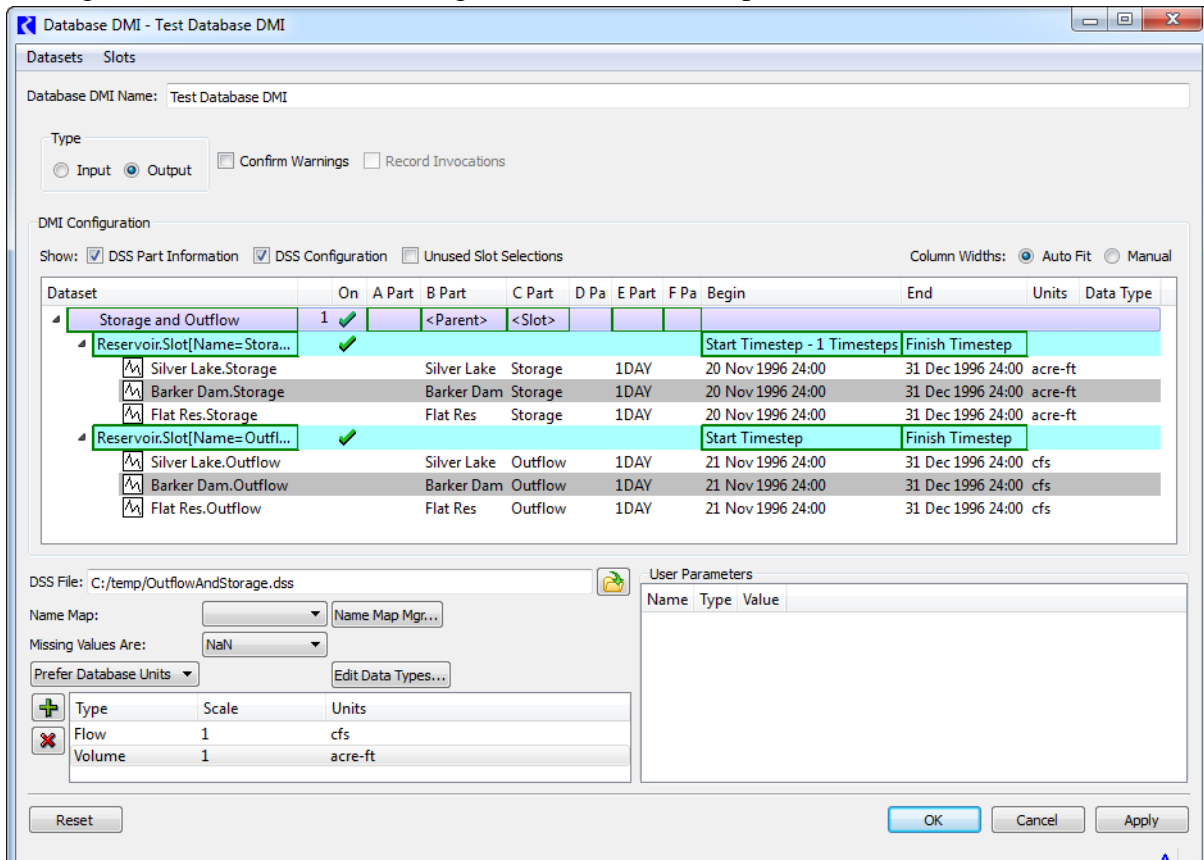 Database DMI - Test Database DMI
Datasets Slots
Database DMI Name: Test Database DMI
Type
Input Output Confirm Warnings Record Invocations
DMI Configuration
Show: DSS Part Information DSS Configuration Unused Slot Selections Column Widths: Auto Fit Manual
Dataset On A Part B Part C Part D Pa E Part F Pa Begin End Units Data Type
Storage and Outflow 1 <Parent> <Slot>
Reservoir.Slot[Name=Stora... Start Timestep - 1 Timesteps Finish Timestep
Silver Lake.Storage Silver Lake Storage 1DAY 20 Nov 1996 24:00 31 Dec 1996 24:00 acre-ft
Barker Dam.Storage Barker Dam Storage 1DAY 20 Nov 1996 24:00 31 Dec 1996 24:00 acre-ft
Flat Res.Storage Flat Res Storage 1DAY 20 Nov 1996 24:00 31 Dec 1996 24:00 acre-ft
Reservoir.Slot[Name=Outfl... Start Timestep Finish Timestep
Silver Lake.Outflow Silver Lake Outflow 1DAY 21 Nov 1996 24:00 31 Dec 1996 24:00 cfs
Barker Dam.Outflow Barker Dam Outflow 1DAY 21 Nov 1996 24:00 31 Dec 1996 24:00 cfs
Flat Res.Outflow Flat Res Outflow 1DAY 21 Nov 1996 24:00 31 Dec 1996 24:00 cfs
DSS File: C:/temp/OutflowAndStorage.dss
Name Map: Name Map Mgr...
Missing Values Are: NaN
Prefer Database Units Edit Data Types...
Type Scale Units
Flow 1 cfs
Volume 1 acre-ft
User Parameters
Name Type Value
Reset OK Cancel Apply